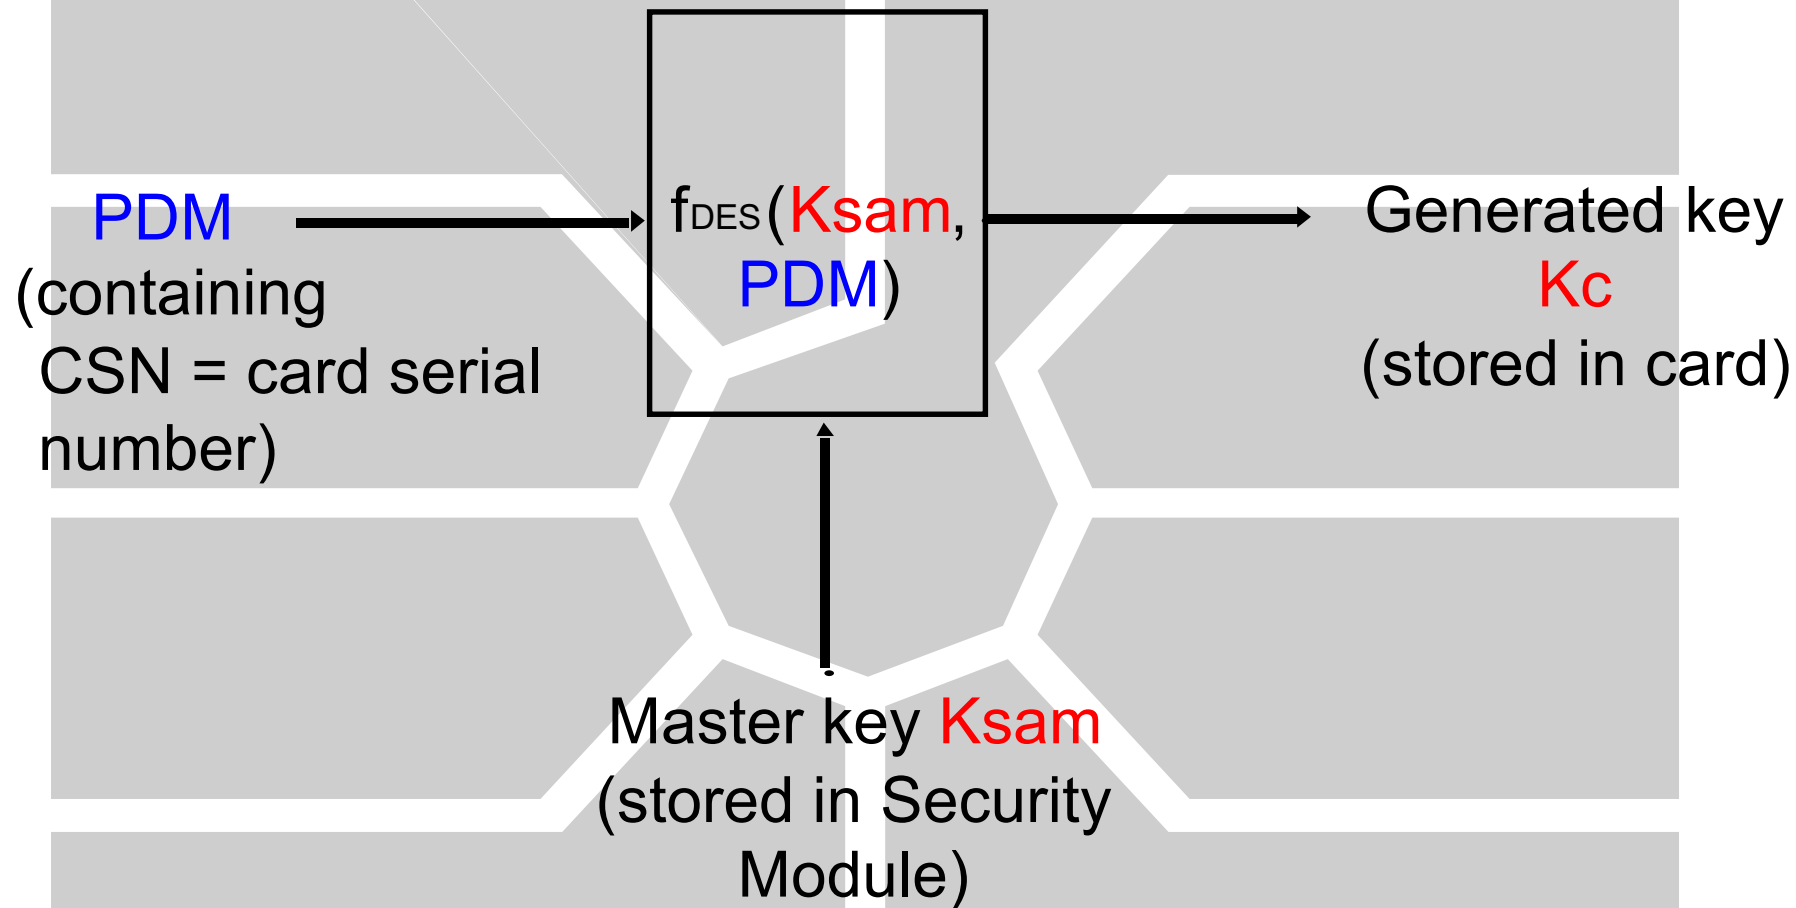 PDM
(containing
CSN = card serial
number)
fDES(Ksam,
PDM)
Generated key
Kc
(stored in card)
Master key Ksam
(stored in Security
Module)